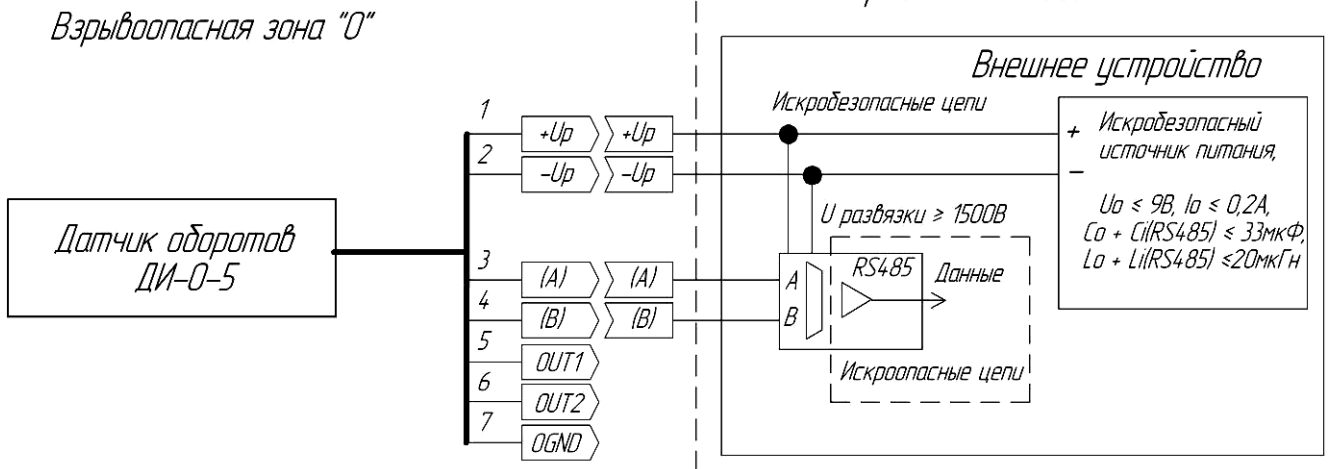 Взрывоопасная зона "0"
Внешнее устройство
Искробезопасные цепи
1
+Up
+Up
2
-Up
-Up
+
-
Искробезопасный
источник питания,
Uo ≤ 9В, Io ≤ 0,2А,
Co + Ci(RS485) ≤ 33мкФ,
Lo + Li(RS485) ≤20мкГн
U развязки ≥ 1500В
Датчик оборотов
ДИ-О-5
3
(A)
(A)
4
(B)
(B)
A
B
RS485
Данные
Искроопасные цепи
5
OUT1
6
OUT2
7
OGND